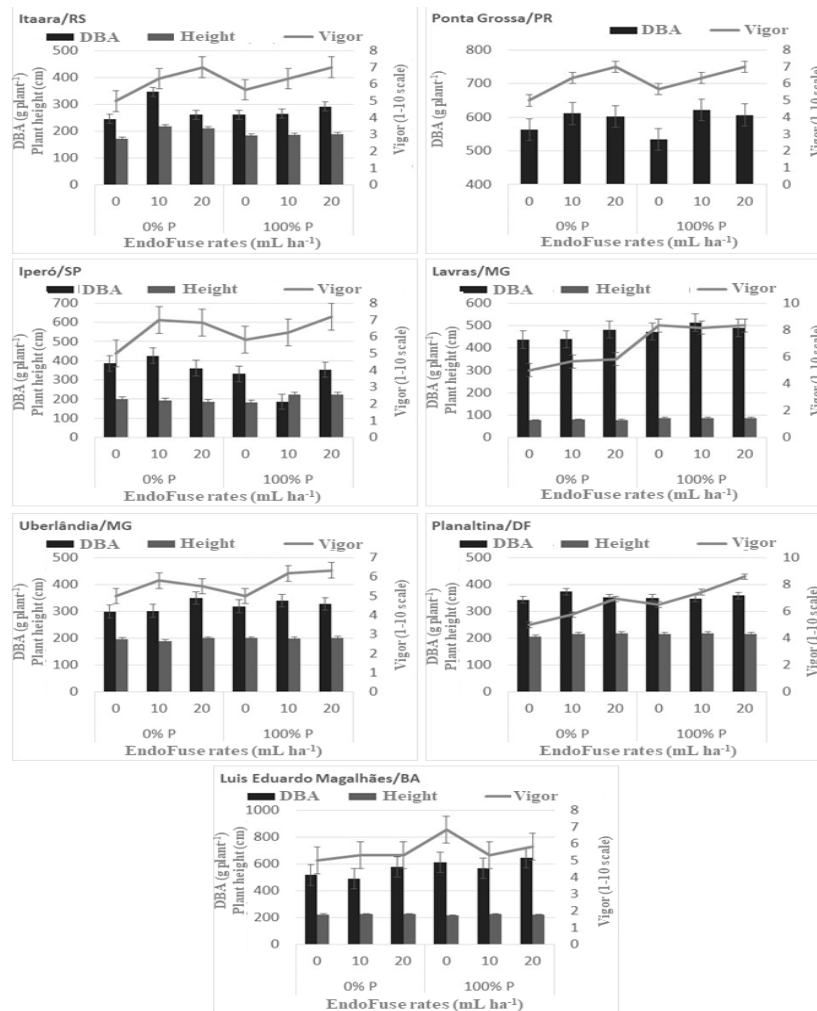 Itaara/RS
DBA Height Vigor
500 8
400 7
300 6
200 5
100 4
0 3
2
1
0
DBA (g plant⁻¹)
Plant height (cm)
Vigor (1-10 scale)
0 10 20 0 10 20
0% P 100% P
EndoFuse rates (mL ha⁻¹)
Ponta Grossa/PR
DBA Vigor
800 8
700 7
600 6
500 5
400 4
3
2
1
0
DBA (g plant⁻¹)
Vigor (1-10 scale)
0 10 20 0 10 20
0% P 100% P
EndoFuse rates (mL ha⁻¹)
Iperó/SP
DBA Height Vigor
700 8
600 7
500 6
400 5
300 4
200 3
100 2
0 1
0
DBA (g plant⁻¹)
Plant height (cm)
Vigor (1-10 scale)
0 10 20 0 10 20
0% P 100% P
EndoFuse rates (mL ha⁻¹)
Lavras/MG
DBA Height Vigor
600 10
500 8
400 6
300 4
200 2
100 0
0
DBA (g plant⁻¹)
Plant height (cm)
Vigor (1-10 scale)
0 10 20 0 10 20
0% P 100% P
EndoFuse rates (mL ha⁻¹)
Uberlândia/MG
DBA Height Vigor
500 7
400 6
300 5
200 4
100 3
0 2
1
0
DBA (g plant⁻¹)
Plant height (cm)
Vigor (1-10 scale)
0 10 20 0 10 20
0% P 100% P
EndoFuse rates (mL ha⁻¹)
Planaltina/DF
DBA Height Vigor
500 10
400 8
300 6
200 4
100 2
0 0
DBA (g plant⁻¹)
Plant height (cm)
Vigor (1-10 scale)
0 10 20 0 10 20
0% P 100% P
EndoFuse rates (mL ha⁻¹)
Luis Eduardo Magalhães/BA
DBA Height Vigor
1000 8
800 7
600 6
400 5
200 4
0 3
2
1
0
DBA (g plant⁻¹)
Plant height (cm)
Vigor (1-10 scale)
0 10 20 0 10 20
0% P 100% P
EndoFuse rates (mL ha⁻¹)